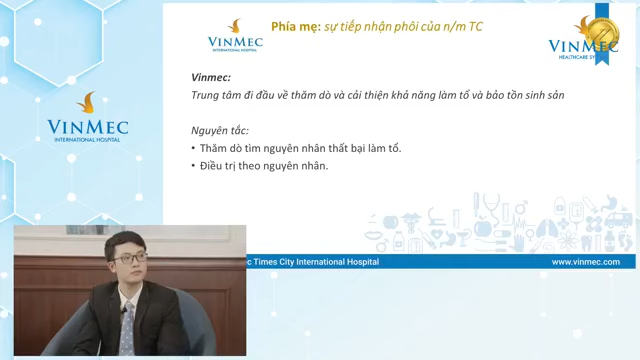 VINMEC
INTERNATIONAL HOSPITAL
Phía mẹ: sự tiếp nhận phôi của n/m TC
VINMEC
INTERNATIONAL HOSPITAL
VINMEC
HEALTHCARE SY
Vinmec:
Trung tâm đi đầu về thăm dò và cải thiện khả năng làm tổ và bảo tồn sinh sản
Nguyên tắc:
• Thăm dò tìm nguyên nhân thất bại làm tổ.
• Điều trị theo nguyên nhân.
c Times City International Hospital
www.vinmec.com